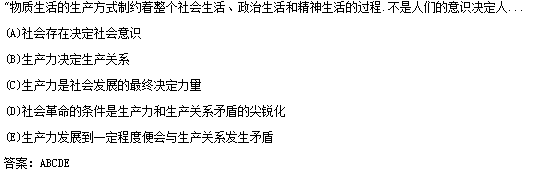 “物质生活的生产方式制约着整个社会生活、政治生活和精神生活的过程.不是人们的意识决定人...
(A)社会存在决定社会意识
(B)生产力决定生产关系
(C)生产力是社会发展的最终决定力量
(D)社会革命的条件是生产力和生产关系矛盾的尖锐化
(E)生产力发展到一定程度便会与生产关系发生矛盾
答案: ABCDE